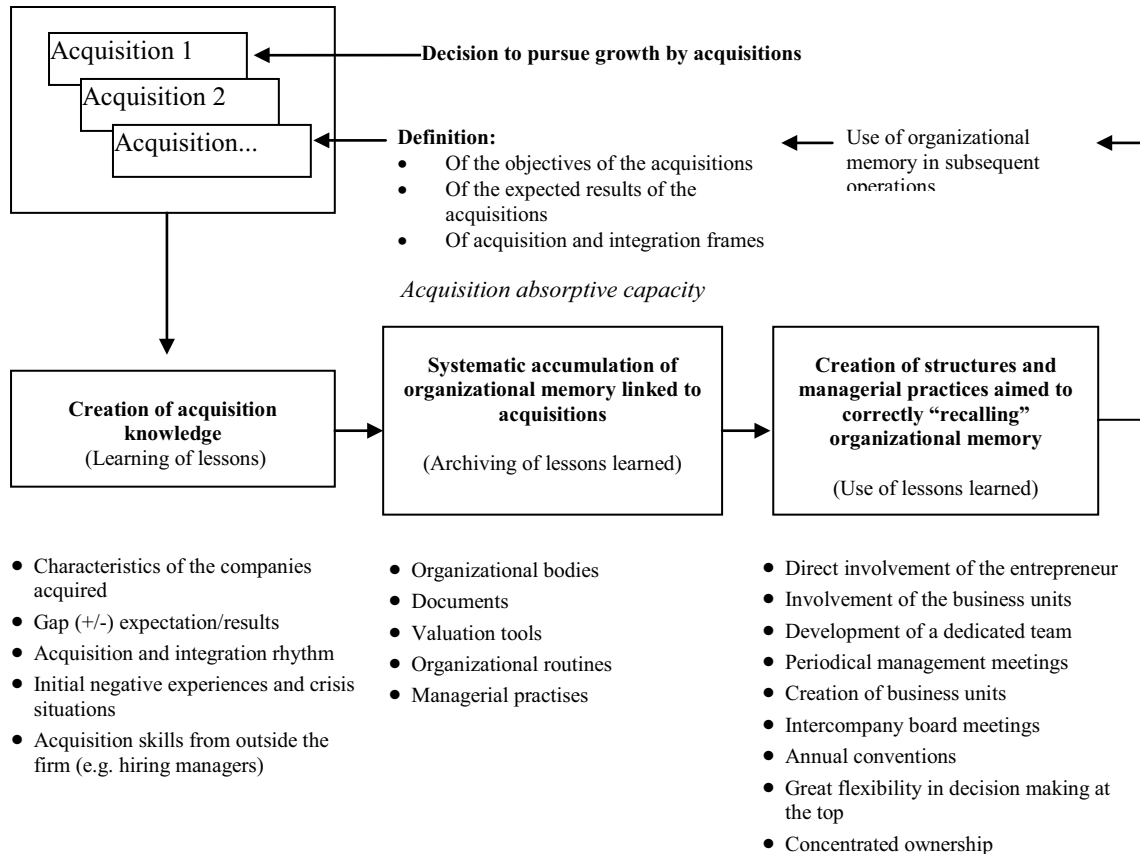 Acquisition 1
Decision to pursue growth by acquisitions
Acquisition 2
Acquisition...
Definition:
• Of the objectives of the acquisitions
• Of the expected results of the
acquisitions
• Of acquisition and integration frames
Use of organizational
memory in subsequent
operations
Acquisition absorptive capacity
Creation of acquisition
knowledge
(Learning of lessons)
Systematic accumulation of
organizational memory linked to
acquisitions
(Archiving of lessons learned)
Creation of structures and
managerial practices aimed to
correctly “recalling”
organizational memory
(Use of lessons learned)
• Characteristics of the companies
acquired
• Gap (+/-) expectation/results
• Acquisition and integration rhythm
• Initial negative experiences and crisis
situations
• Acquisition skills from outside the
firm (e.g. hiring managers)
• Organizational bodies
• Documents
• Valuation tools
• Organizational routines
• Managerial practises
• Direct involvement of the entrepreneur
• Involvement of the business units
• Development of a dedicated team
• Periodical management meetings
• Creation of business units
• Intercompany board meetings
• Annual conventions
• Great flexibility in decision making at
the top
• Concentrated ownership